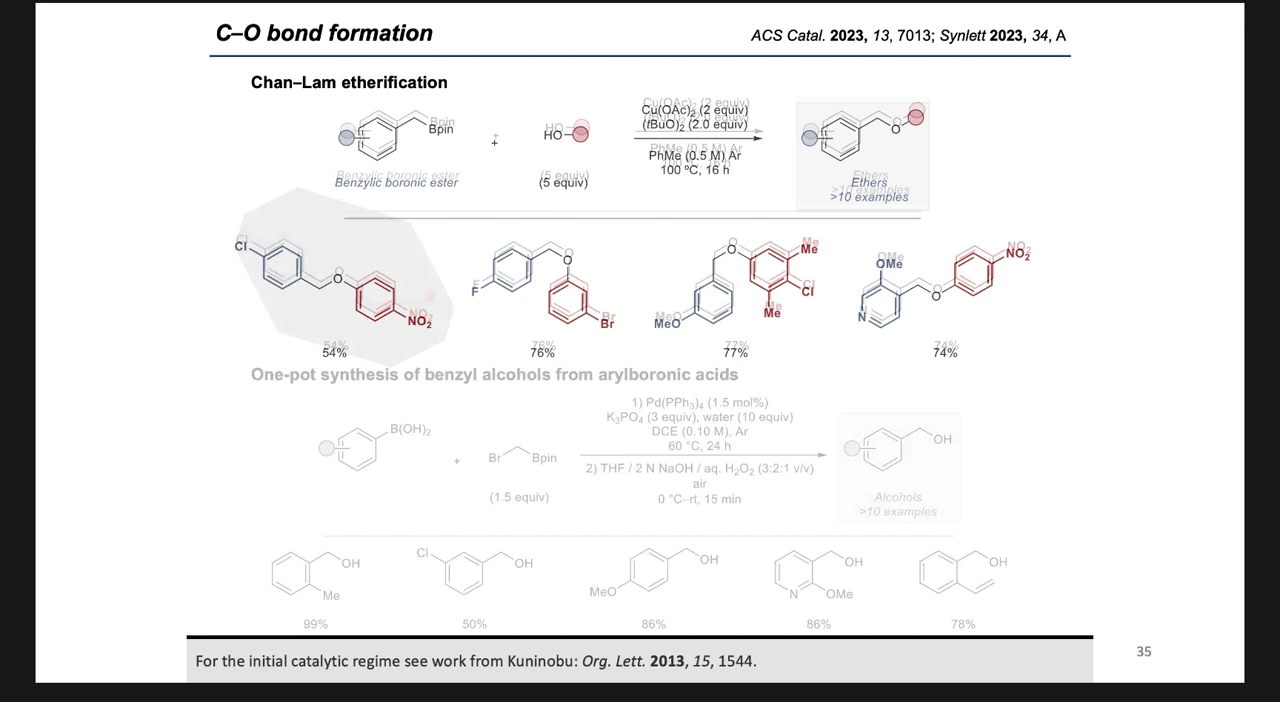 C–O bond formation
ACS Catal. 2023, 13, 7013; Synlett 2023, 34, A
Chan–Lam etherification
Bpin
+
HO
Cu(OAc)2 (2 equiv)
(tBuO)2 (2.0 equiv)
PhMe (0.5 M) Ar
100 ºC, 16 h
O
Benzylic boronic ester
(5 equiv)
Ethers
>10 examples
Cl
O
NO2
54%
F
O
Br
76%
MeO
O
Me
Cl
Me
77%
OMe
N
O
NO2
74%
One-pot synthesis of benzyl alcohols from arylboronic acids
B(OH)2
+
Br
Bpin
(1.5 equiv)
1) Pd(PPh3)4 (1.5 mol%)
K3PO4 (3 equiv), water (10 equiv)
DCE (0.10 M), Ar
60 °C, 24 h
2) THF / 2 N NaOH / aq. H2O2 (3:2:1 v/v)
air
0 °C–rt, 15 min
OH
Alcohols
>10 examples
OH
Me
99%
Cl
OH
50%
MeO
OH
86%
OH
N
OMe
86%
OH
78%
For the initial catalytic regime see work from Kuninobu: Org. Lett. 2013, 15, 1544.
35